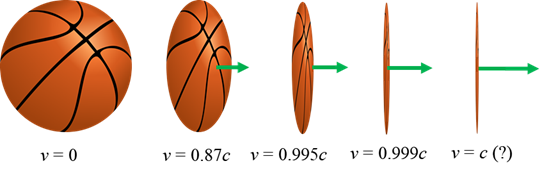 v = 0 v = 0.87c v = 0.995c v = 0.999c v = c (?)